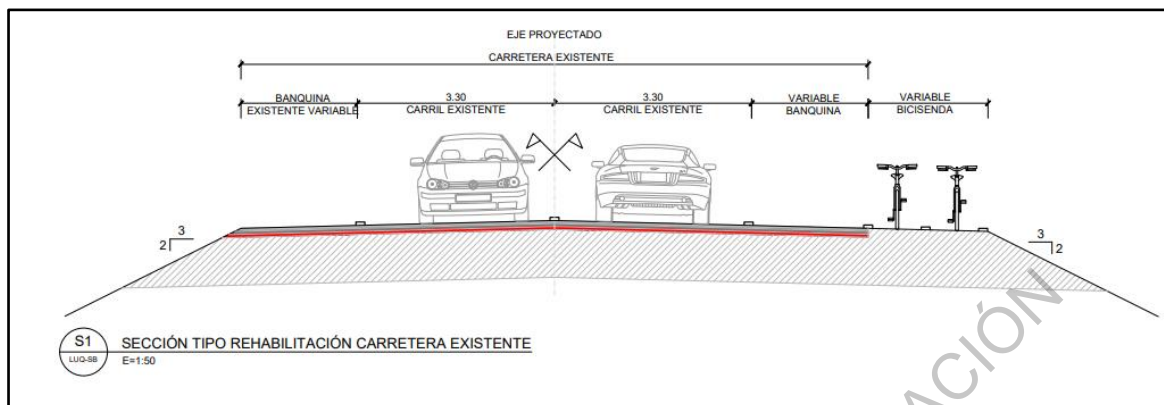 EJE PROYECTADO
CARRETERA EXISTENTE
BANQUINA
EXISTENTE VARIABLE
3.30
CARRIL EXISTENTE
3.30
CARRIL EXISTENTE
VARIABLE
BANQUINA
VARIABLE
BICISENDA
3
2
3
2
ACIÓN
S1
LUQ-SB
SECCIÓN TIPO REHABILITACIÓN CARRETERA EXISTENTE
E=1:50